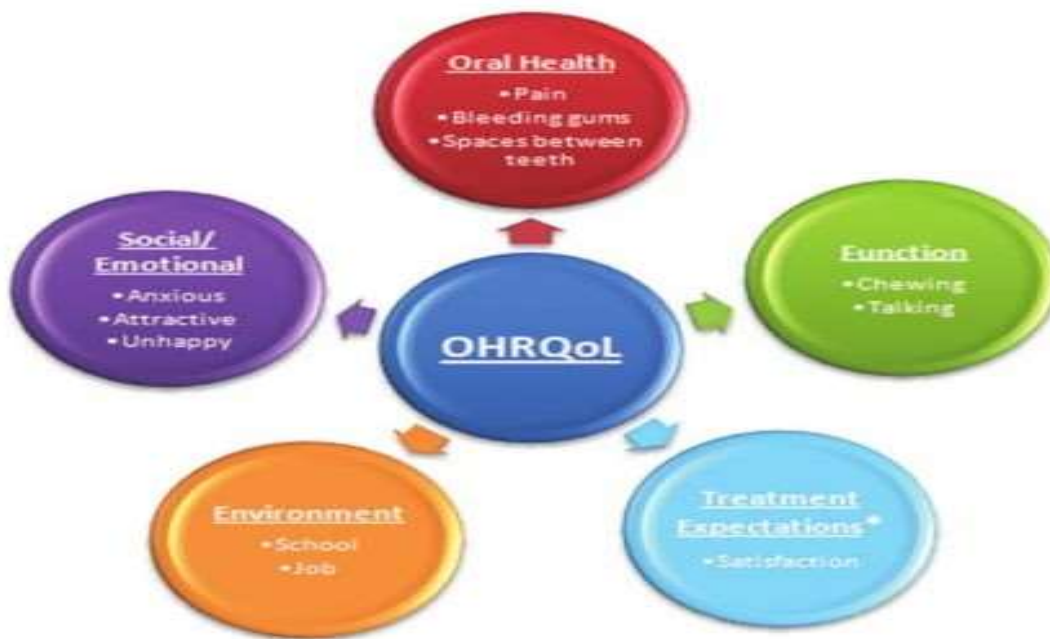 Oral Health
•Pain
•Bleeding gums
•Spaces between
teeth
Social/
Emotional
•Anxious
•Attractive
•Unhappy
Function
•Chewing
•Talking
OHRQoL
Environment
•School
•Job
Treatment
Expectations*
•Satisfaction